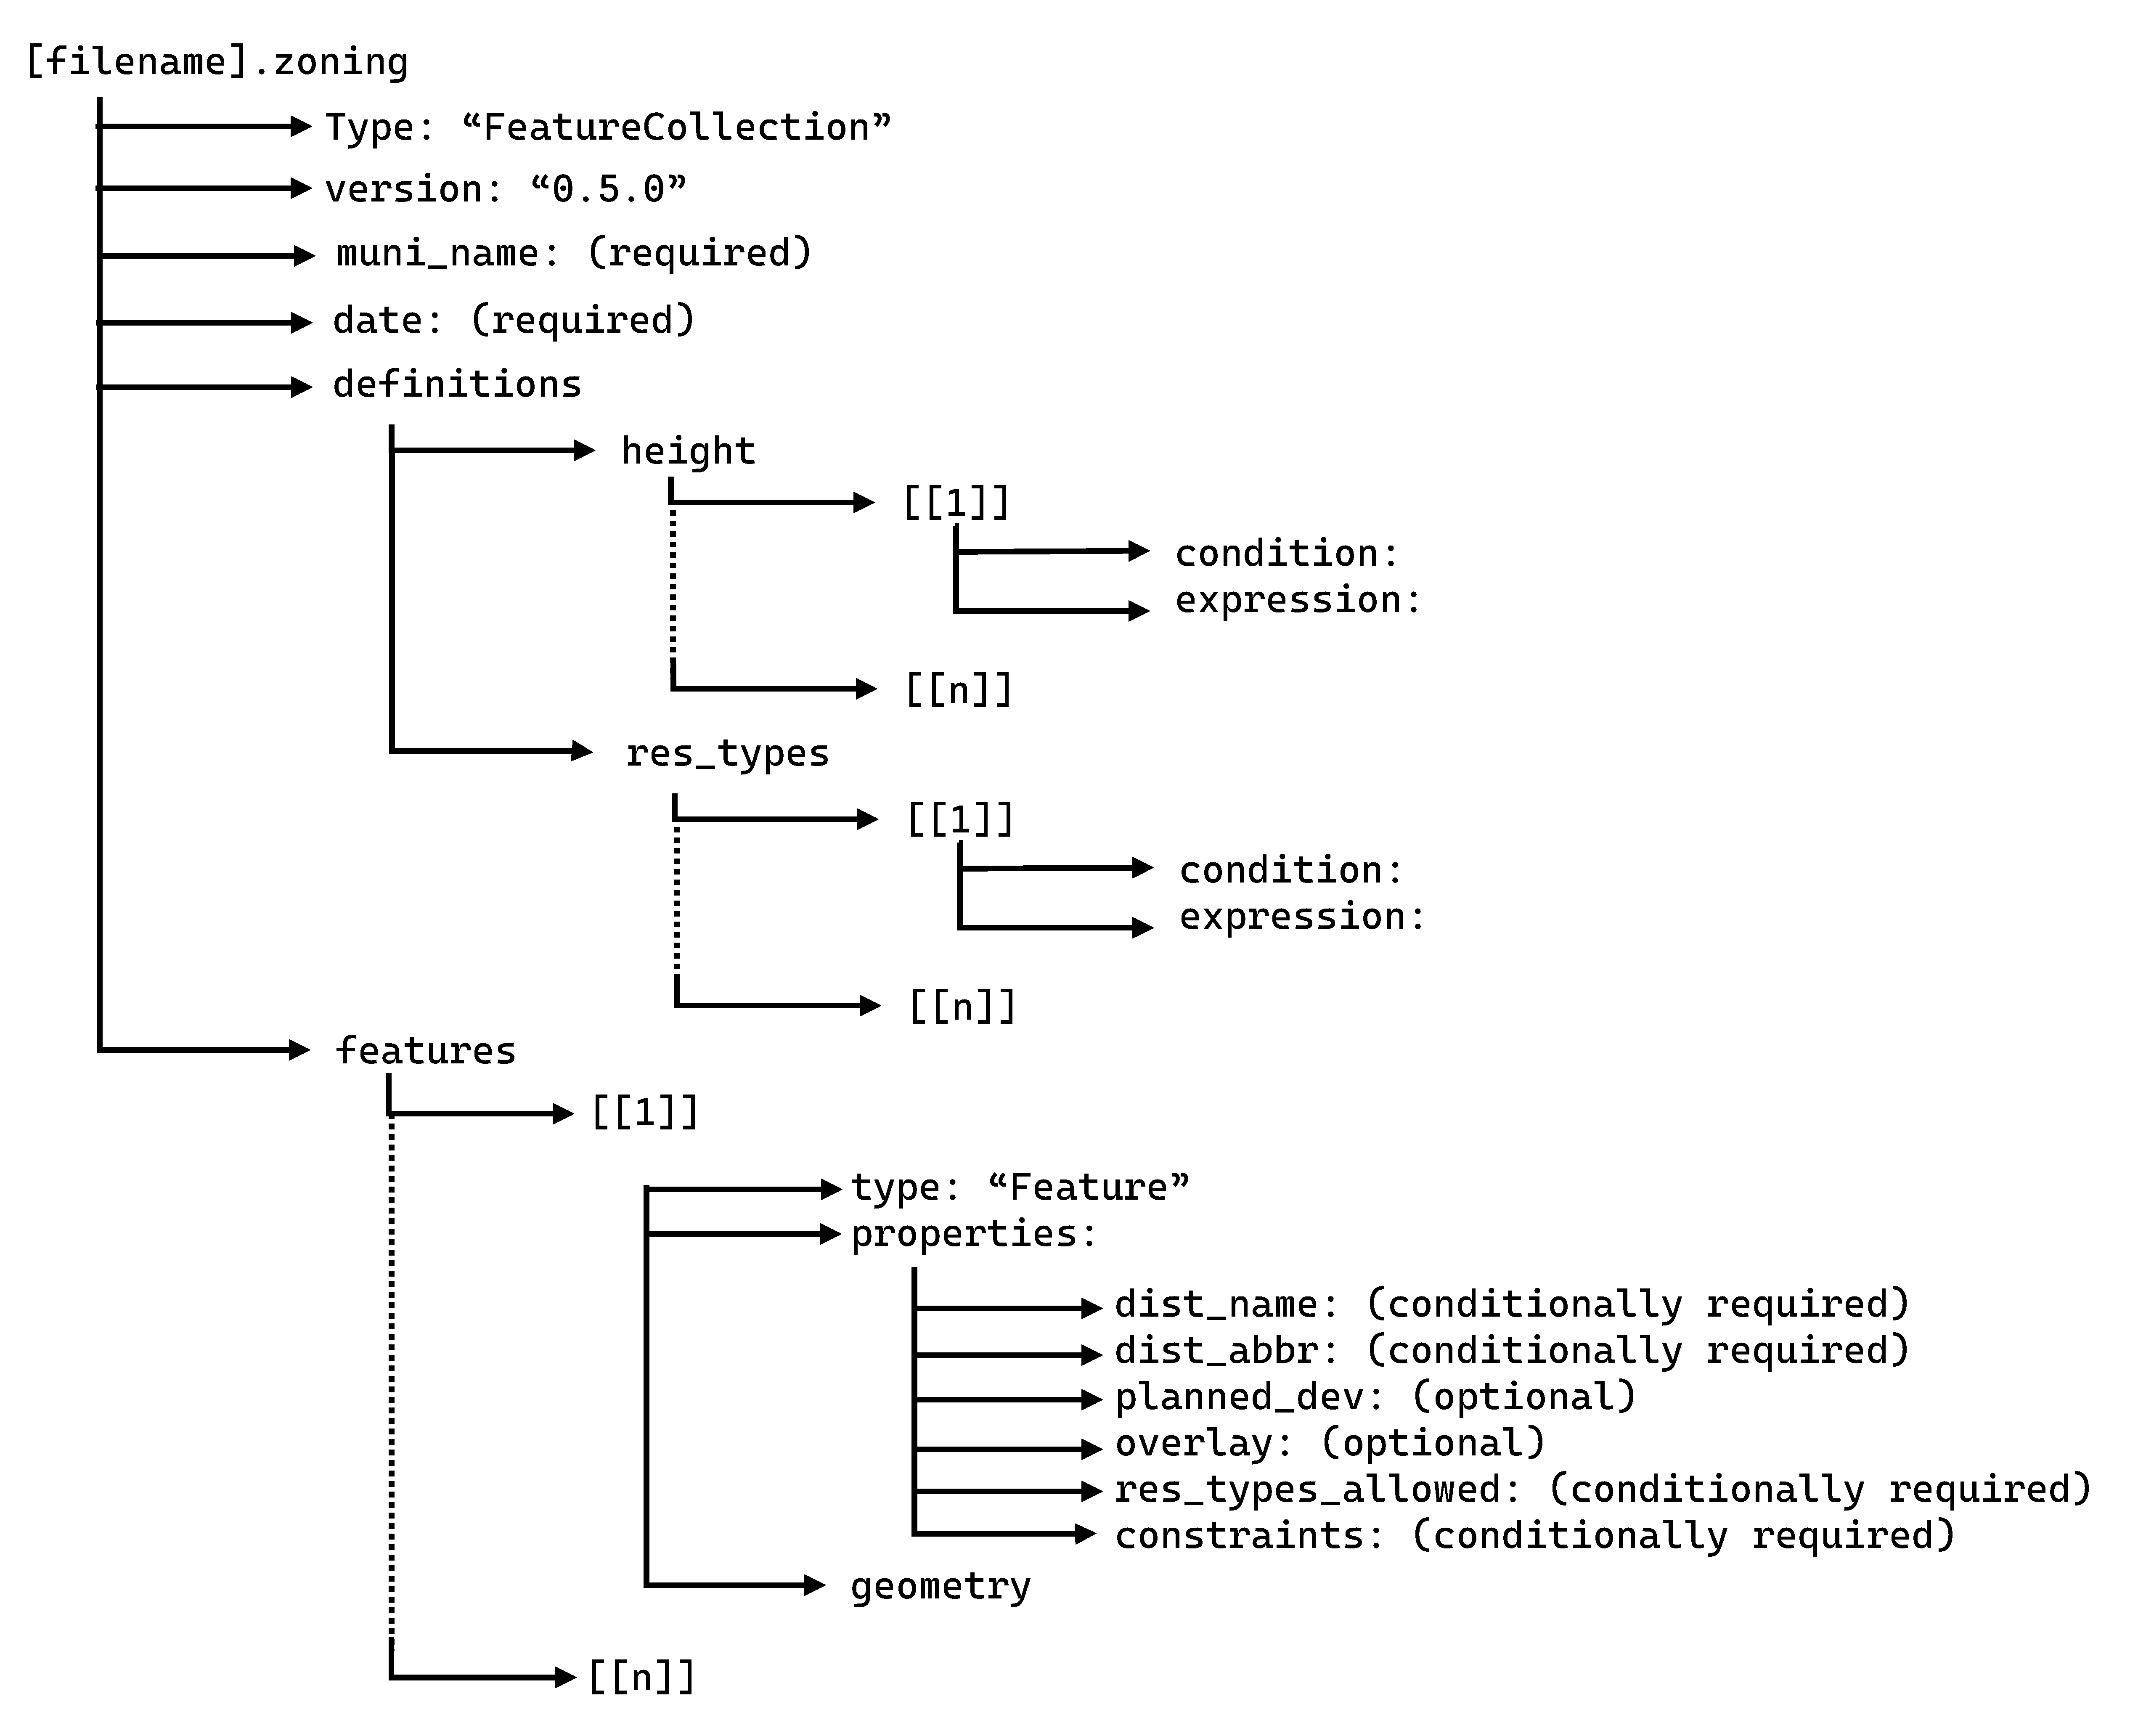 [filename].zoning
Type: “FeatureCollection”
version: “0.5.0”
muni_name: (required)
date: (required)
definitions
height
[[1]]
condition:
expression:
[[n]]
res_types
[[1]]
condition:
expression:
[[n]]
features
[[1]]
type: “Feature”
properties:
dist_name: (conditionally required)
dist_abbr: (conditionally required)
planned_dev: (optional)
overlay: (optional)
res_types_allowed: (conditionally required)
constraints: (conditionally required)
geometry
[[n]]